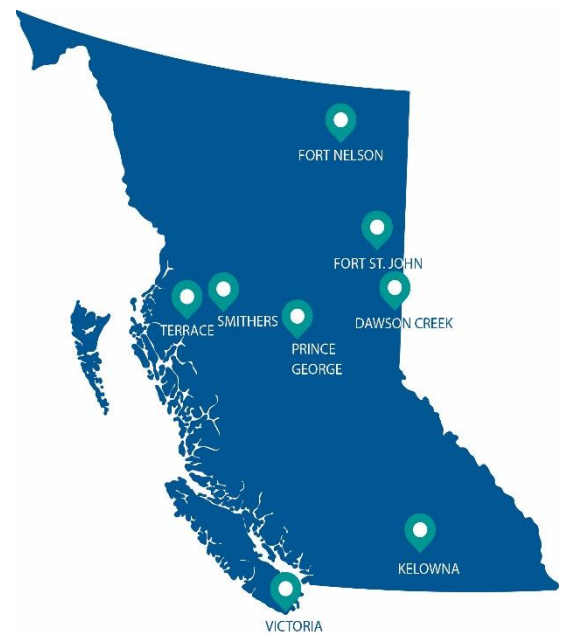 FORT NELSON
FORT ST. JOHN
TERRACE
SMITHERS
DAWSON CREEK
PRINCE
GEORGE
KELOWNA
VICTORIA